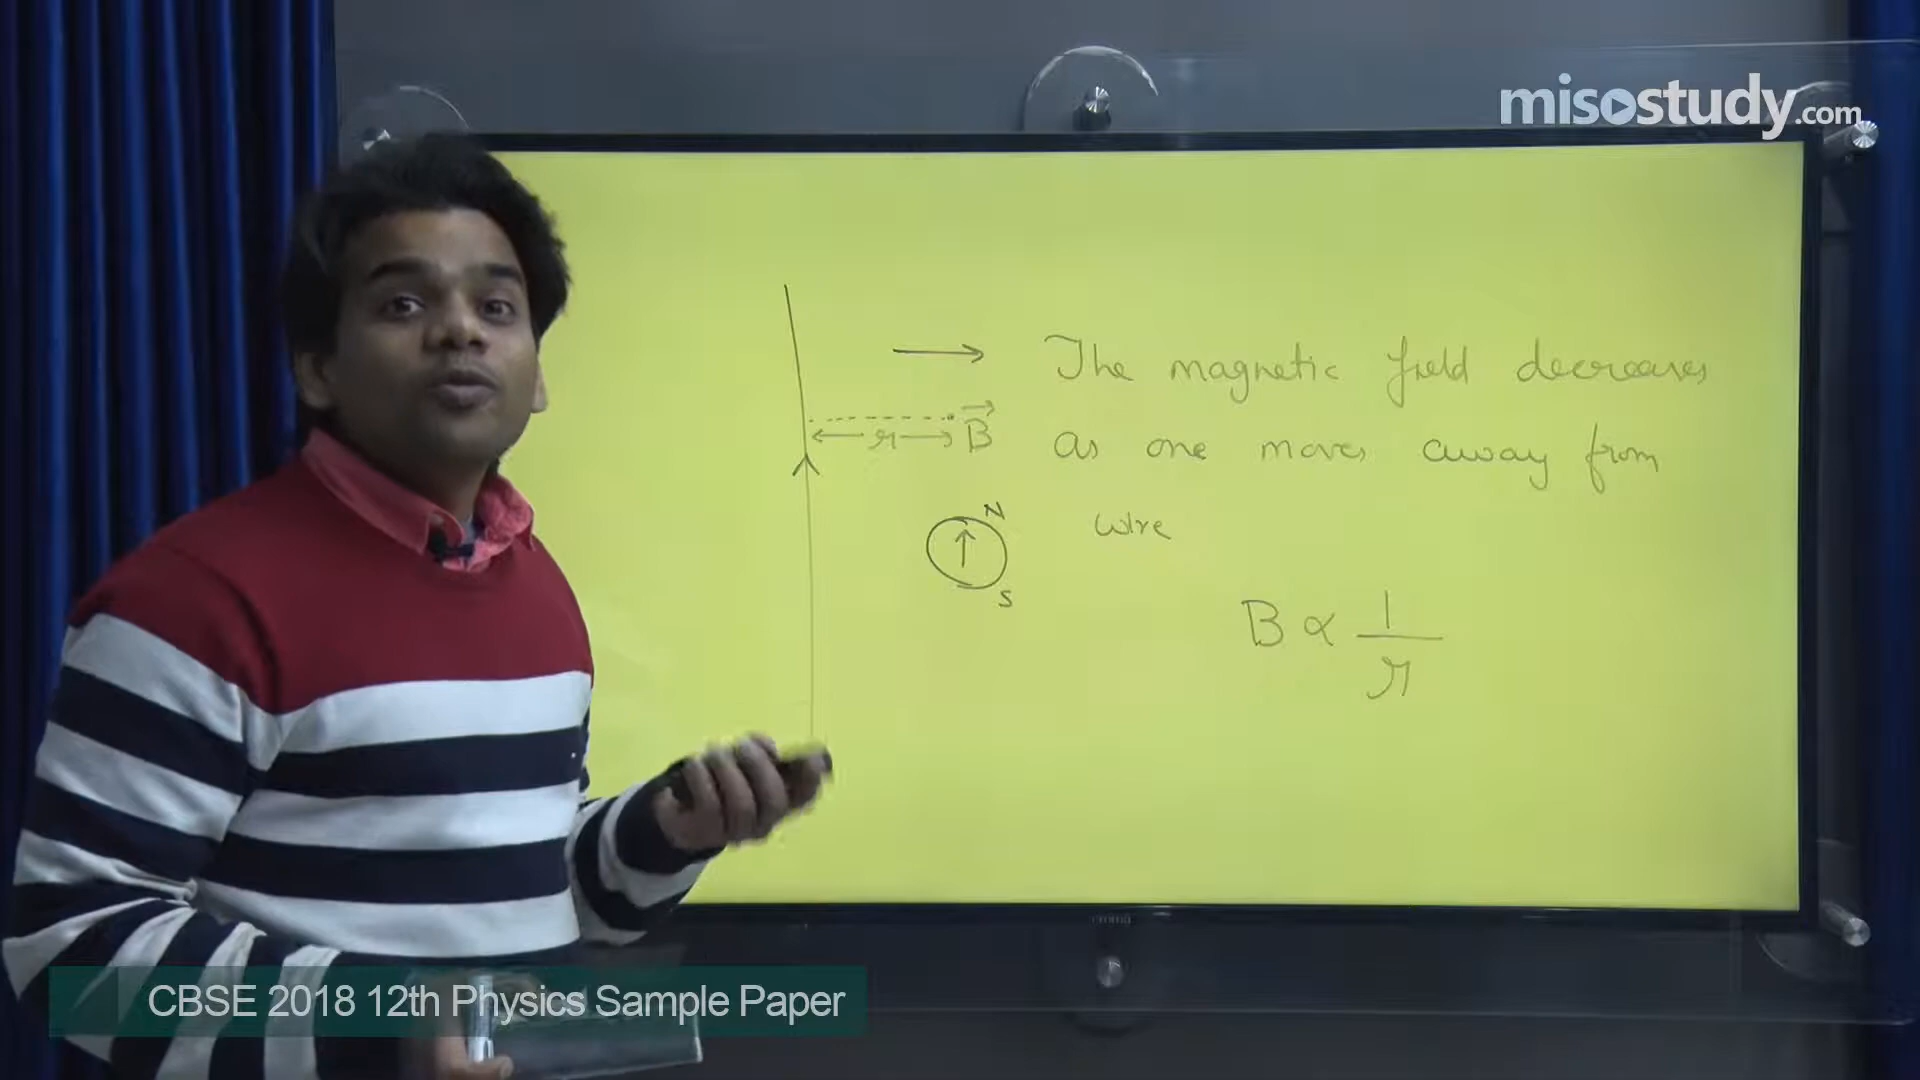 misostudy.com
The magnetic field decreases
r B as one moves away from
N
wire
S
B ∝ 1/r
CBSE 2018 12th Physics Sample Paper